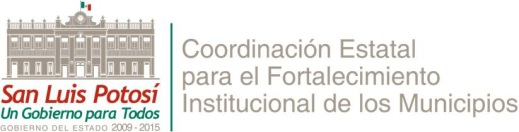 San Luis Potosí
Un Gobierno para Todos
GOBIERNO DEL ESTADO 2009 - 2015
Coordinación Estatal
para el Fortalecimiento
Institucional de los Municipios